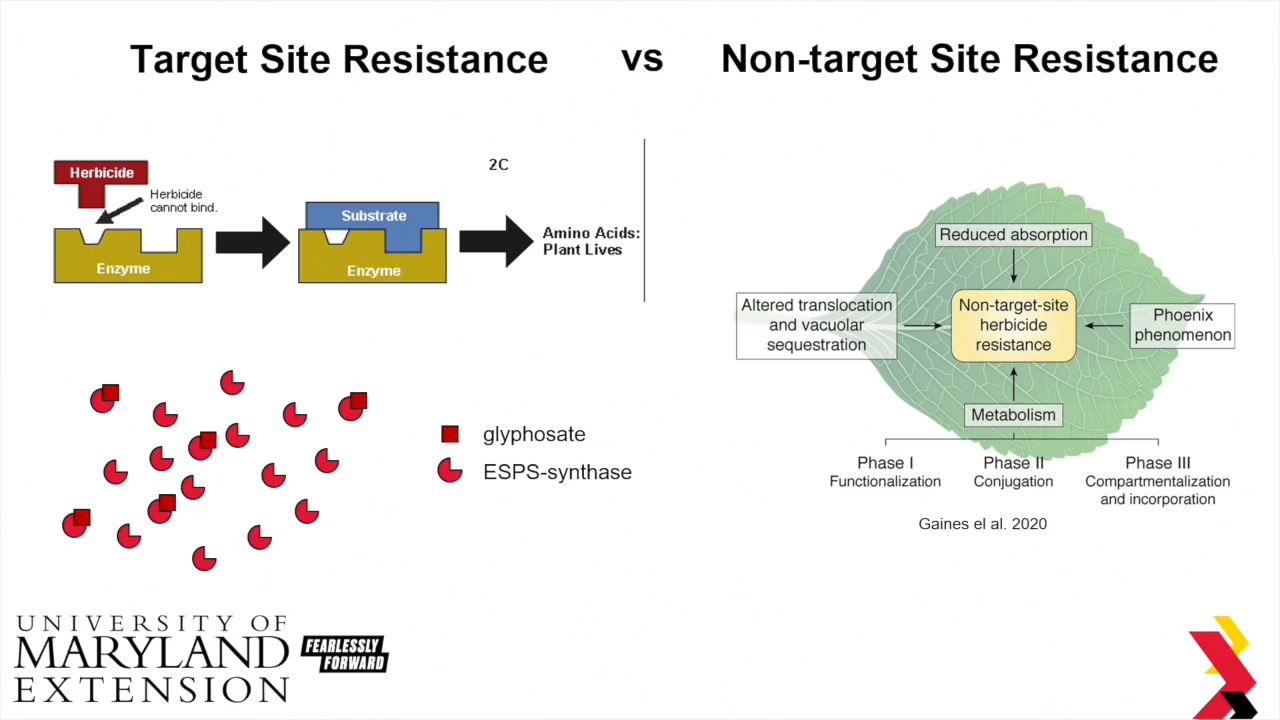 Target Site Resistance
vs
Non-target Site Resistance
Herbicide
Herbicide
cannot bind.
Enzyme
Substrate
Enzyme
2C
Amino Acids:
Plant Lives
glyphosate
ESPS-synthase
Reduced absorption
Altered translocation
and vacuolar
sequestration
Non-target-site
herbicide
resistance
Phoenix
phenomenon
Metabolism
Phase I
Functionalization
Phase II
Conjugation
Phase III
Compartmentalization
and incorporation
Gaines el al. 2020
UNIVERSITY OF
MARYLAND
EXTENSION
FEARLESSLY
FORWARD